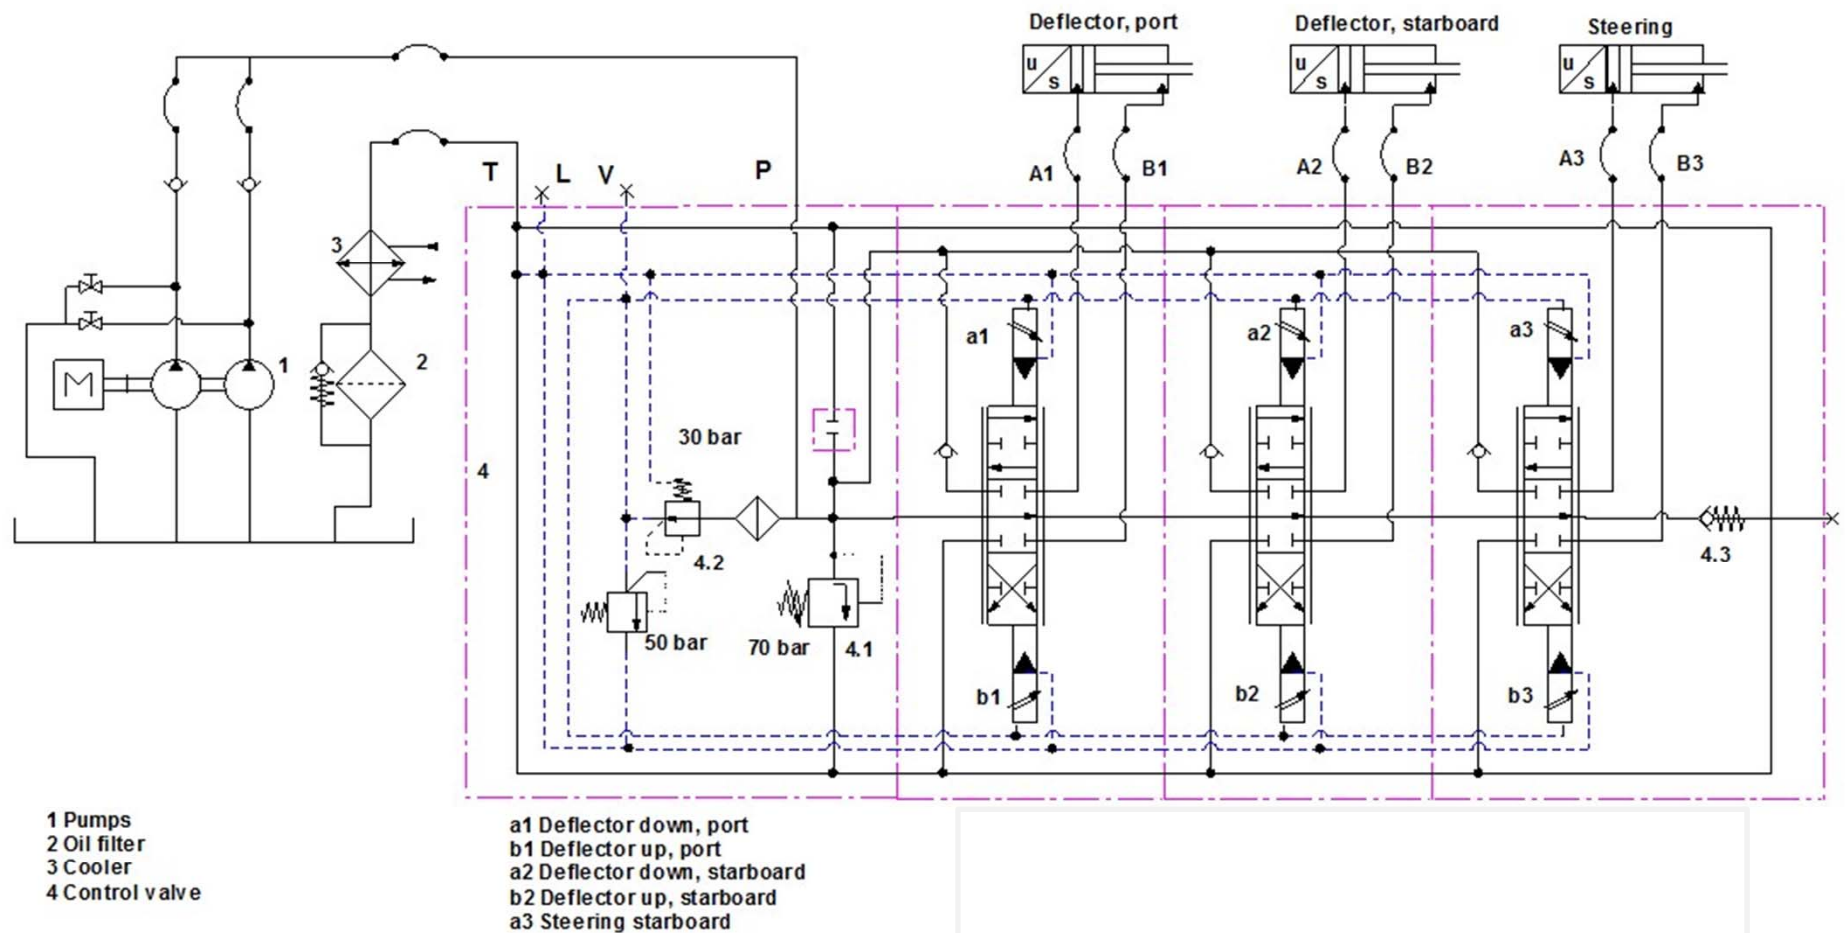 Deflector, port
Deflector, starboard
Steering
u
s
u
s
u
s
A1
B1
A2
B2
A3
B3
T
L
V
P
3
1
2
M
4
30 bar
4.2
50 bar
70 bar
4.1
4.3
a1
a2
a3
b1
b2
b3
1 Pumps
2 Oil filter
3 Cooler
4 Control valve
a1 Deflector down, port
b1 Deflector up, port
a2 Deflector down, starboard
b2 Deflector up, starboard
a3 Steering starboard